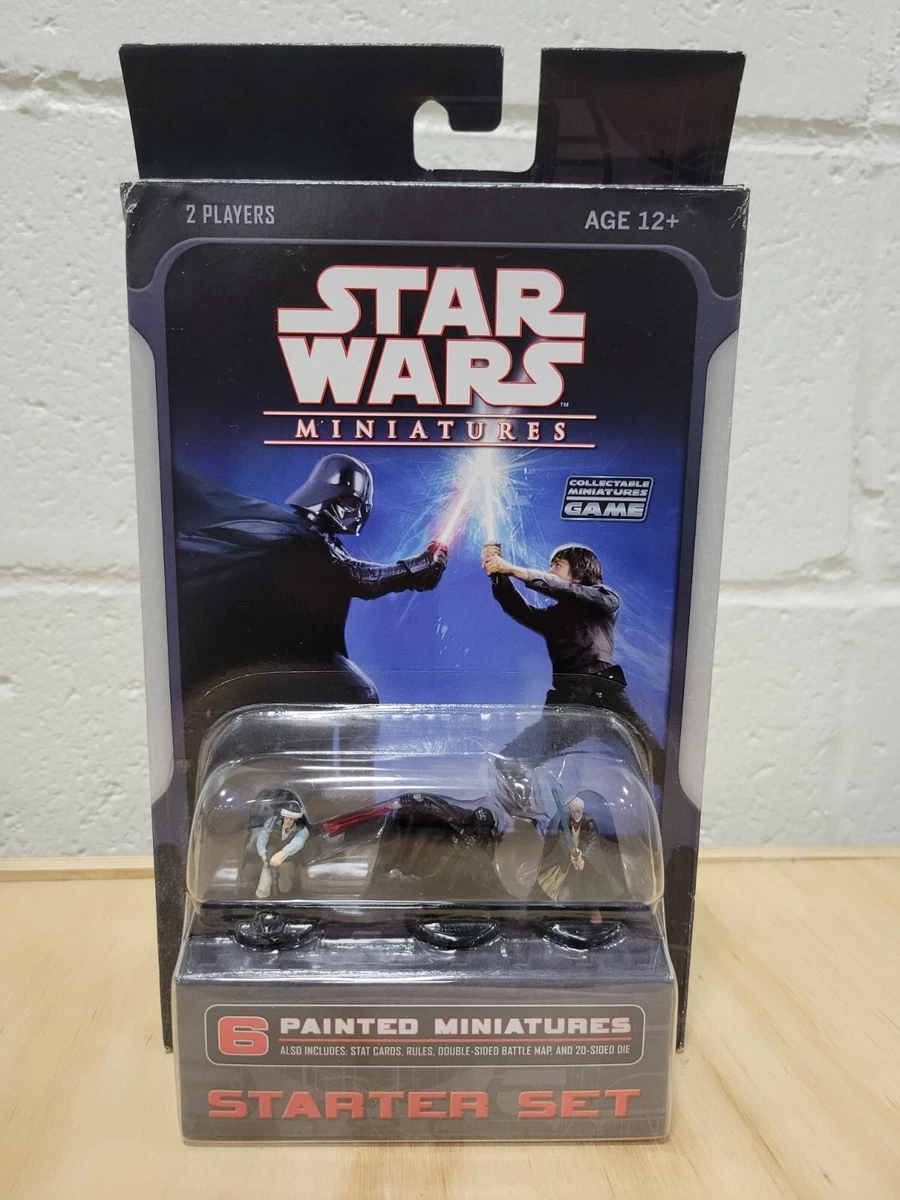 2 PLAYERS
AGE 12+
STAR
WARS
TM
MINIATURES
COLLECTABLE
MINIATURES
GAME
6 PAINTED MINIATURES
ALSO INCLUDES: STAT CARDS, RULES, DOUBLE-SIDED BATTLE MAP, AND 20-SIDED DIE
STARTER SET